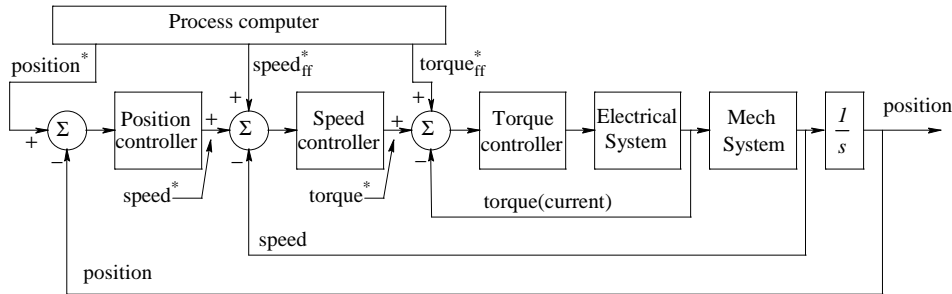 Process computer
position*
speed*ff
torque*ff
position
+
+
+
Σ
Position
controller
+
Σ
Speed
controller
+
Σ
Torque
controller
Electrical
System
Mech
System
1
s
−
−
−
speed*
torque*
torque(current)
speed
position